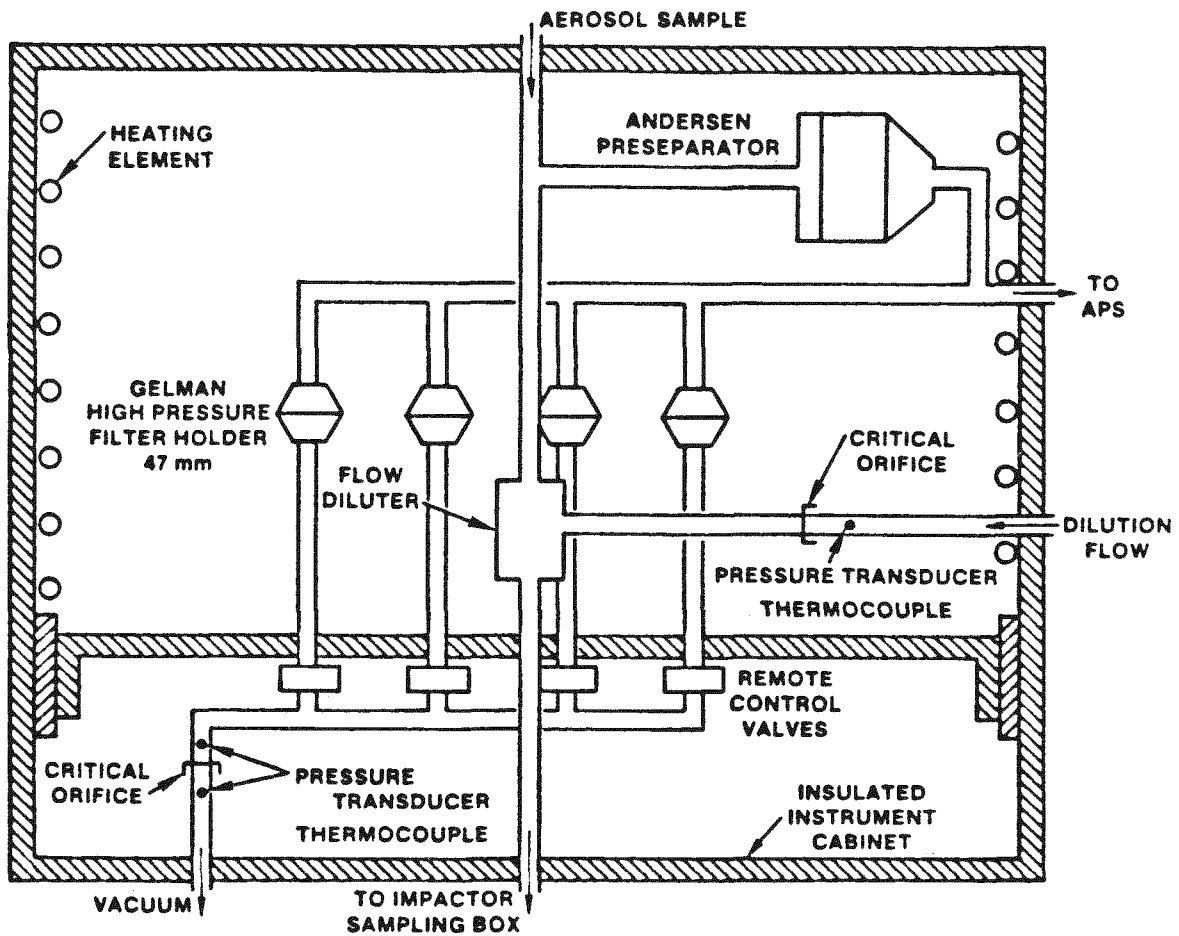 AEROSOL SAMPLE
HEATING
ELEMENT
ANDERSEN
PRESEPARATOR
TO
APS
GELMAN
HIGH PRESSURE
FILTER HOLDER
47 mm
FLOW
DILUTER
CRITICAL
ORIFICE
DILUTION
FLOW
PRESSURE TRANSDUCER
THERMOCOUPLE
REMOTE
CONTROL
VALVES
CRITICAL
ORIFICE
PRESSURE
TRANSDUCER
THERMOCOUPLE
INSULATED
INSTRUMENT
CABINET
VACUUM
TO IMPACTOR
SAMPLING BOX